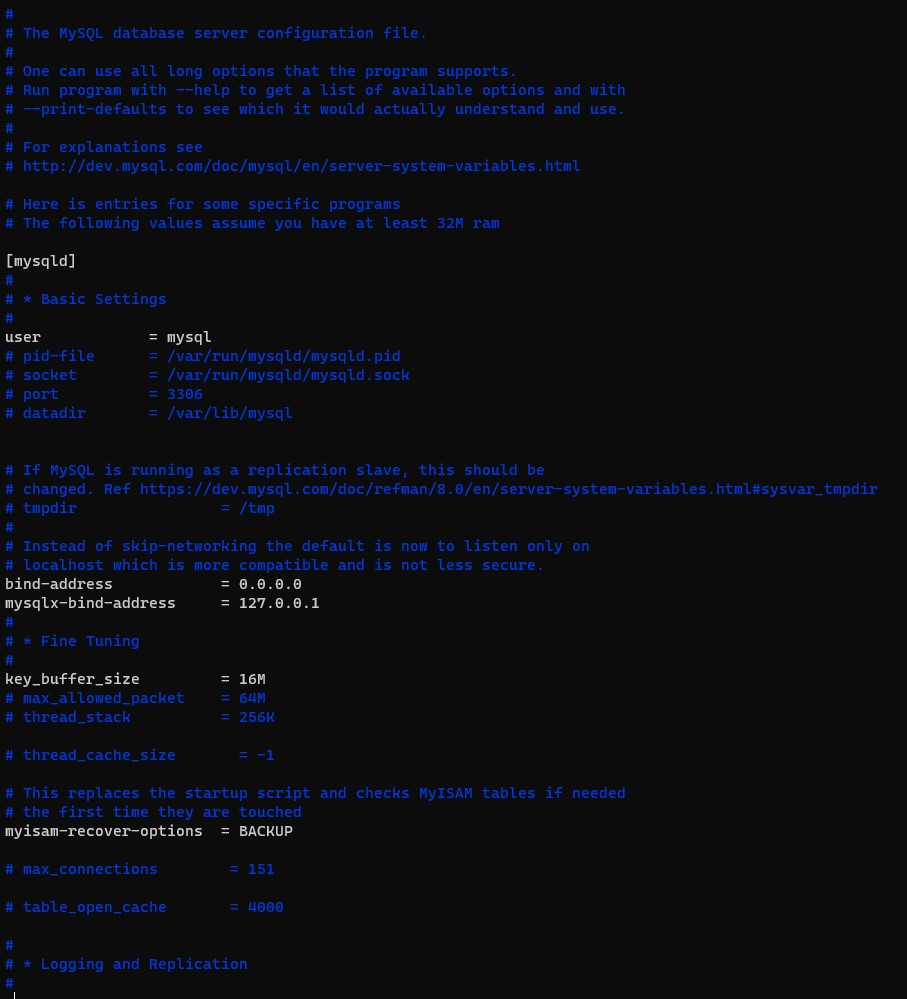 #
# The MySQL database server configuration file.
#
# One can use all long options that the program supports.
# Run program with --help to get a list of available options and with
# --print-defaults to see which it would actually understand and use.
#
# For explanations see
# http://dev.mysql.com/doc/mysql/en/server-system-variables.html

# Here is entries for some specific programs
# The following values assume you have at least 32M ram

[mysqld]
#
# * Basic Settings
#
user            = mysql
# pid-file      = /var/run/mysqld/mysqld.pid
# socket        = /var/run/mysqld/mysqld.sock
# port          = 3306
# datadir       = /var/lib/mysql


# If MySQL is running as a replication slave, this should be
# changed. Ref https://dev.mysql.com/doc/refman/8.0/en/server-system-variables.html#sysvar_tmpdir
# tmpdir                = /tmp
#
# Instead of skip-networking the default is now to listen only on
# localhost which is more compatible and is not less secure.
bind-address            = 0.0.0.0
mysqlx-bind-address     = 127.0.0.1
#
# * Fine Tuning
#
key_buffer_size         = 16M
# max_allowed_packet    = 64M
# thread_stack          = 256K

# thread_cache_size       = -1

# This replaces the startup script and checks MyISAM tables if needed
# the first time they are touched
myisam-recover-options  = BACKUP

# max_connections        = 151

# table_open_cache       = 4000

#
# * Logging and Replication
#